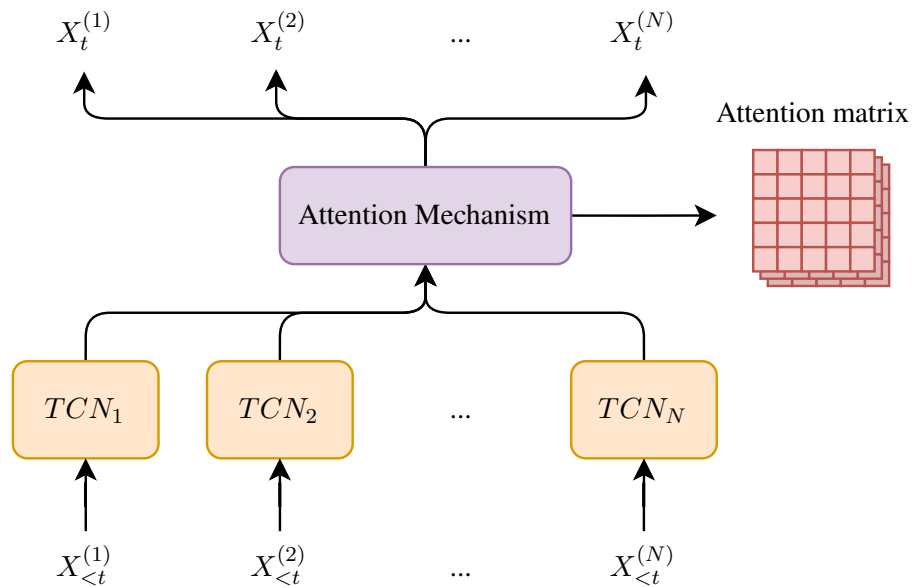 $X_t^{(1)}$ $X_t^{(2)}$ ... $X_t^{(N)}$
Attention matrix
Attention Mechanism
$TCN_1$ $TCN_2$ ... $TCN_N$
$X_{<t}^{(1)}$ $X_{<t}^{(2)}$ ... $X_{<t}^{(N)}$